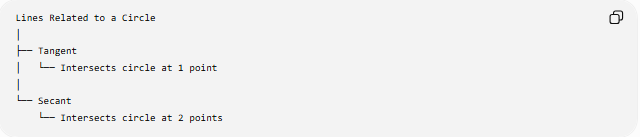 Lines Related to a Circle
│
├── Tangent
│   └── Intersects circle at 1 point
│
└── Secant
    └── Intersects circle at 2 points